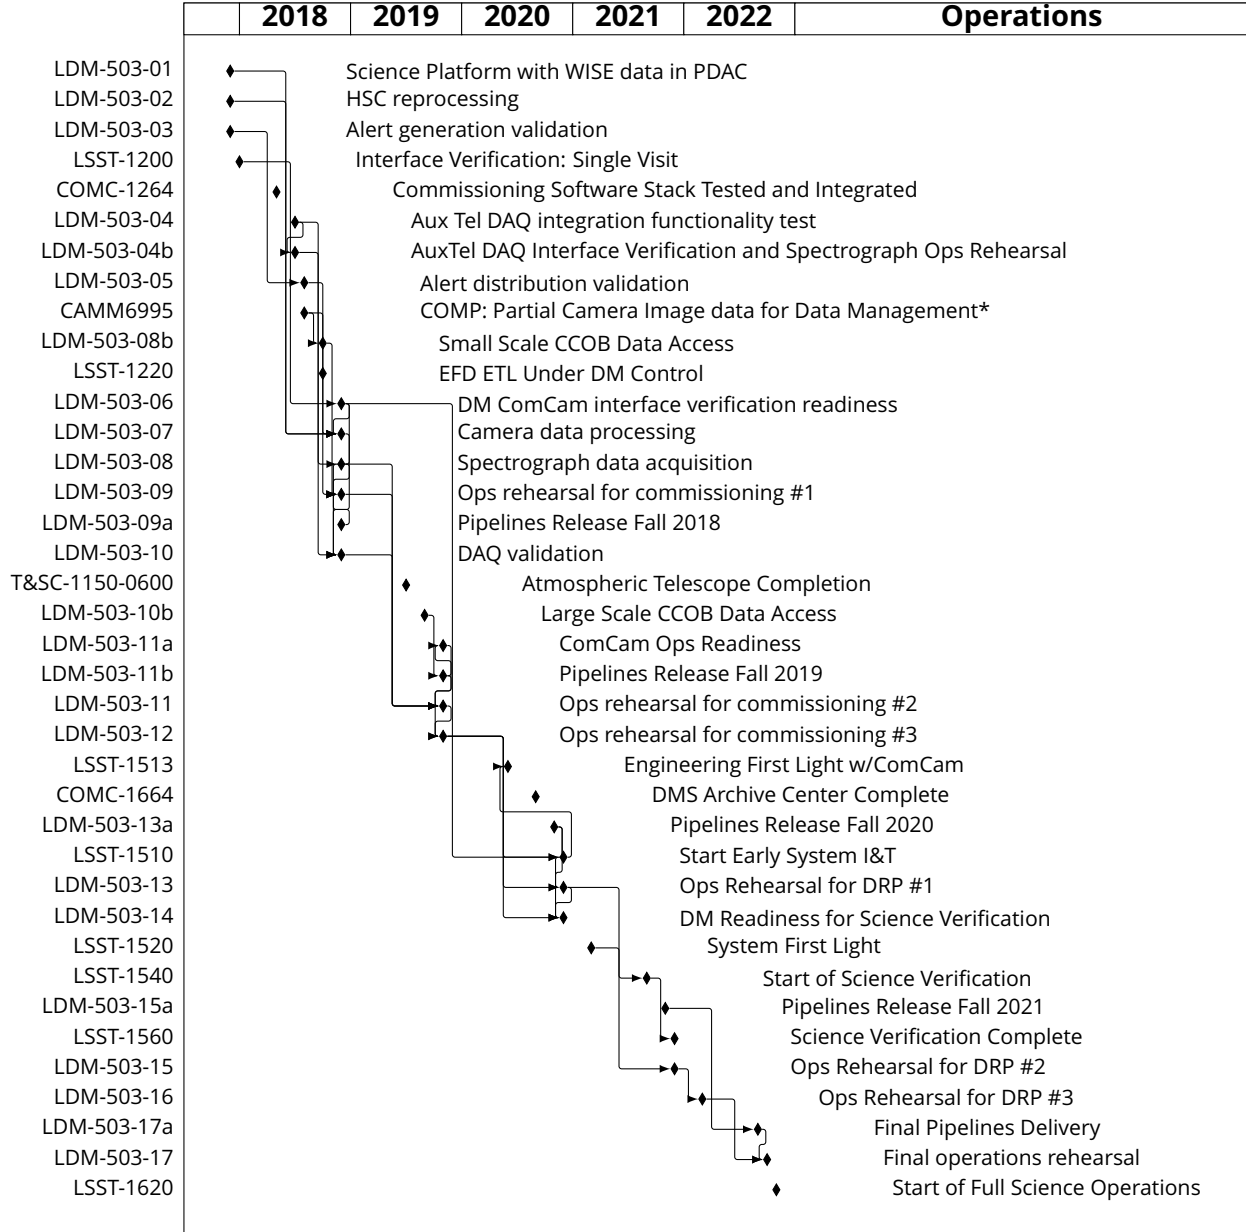 2018 2019 2020 2021 2022 Operations
LDM-503-01 Science Platform with WISE data in PDAC
LDM-503-02 HSC reprocessing
LDM-503-03 Alert generation validation
LSST-1200 Interface Verification: Single Visit
COMC-1264 Commissioning Software Stack Tested and Integrated
LDM-503-04 Aux Tel DAQ integration functionality test
LDM-503-04b AuxTel DAQ Interface Verification and Spectrograph Ops Rehearsal
LDM-503-05 Alert distribution validation
CAMM6995 COMP: Partial Camera Image data for Data Management*
LDM-503-08b Small Scale CCOB Data Access
LSST-1220 EFD ETL Under DM Control
LDM-503-06 DM ComCam interface verification readiness
LDM-503-07 Camera data processing
LDM-503-08 Spectrograph data acquisition
LDM-503-09 Ops rehearsal for commissioning #1
LDM-503-09a Pipelines Release Fall 2018
LDM-503-10 DAQ validation
T&SC-1150-0600 Atmospheric Telescope Completion
LDM-503-10b Large Scale CCOB Data Access
LDM-503-11a ComCam Ops Readiness
LDM-503-11b Pipelines Release Fall 2019
LDM-503-11 Ops rehearsal for commissioning #2
LDM-503-12 Ops rehearsal for commissioning #3
LSST-1513 Engineering First Light w/ComCam
COMC-1664 DMS Archive Center Complete
LDM-503-13a Pipelines Release Fall 2020
LSST-1510 Start Early System I&T
LDM-503-13 Ops Rehearsal for DRP #1
LDM-503-14 DM Readiness for Science Verification
LSST-1520 System First Light
LSST-1540 Start of Science Verification
LDM-503-15a Pipelines Release Fall 2021
LSST-1560 Science Verification Complete
LDM-503-15 Ops Rehearsal for DRP #2
LDM-503-16 Ops Rehearsal for DRP #3
LDM-503-17a Final Pipelines Delivery
LDM-503-17 Final operations rehearsal
LSST-1620 Start of Full Science Operations